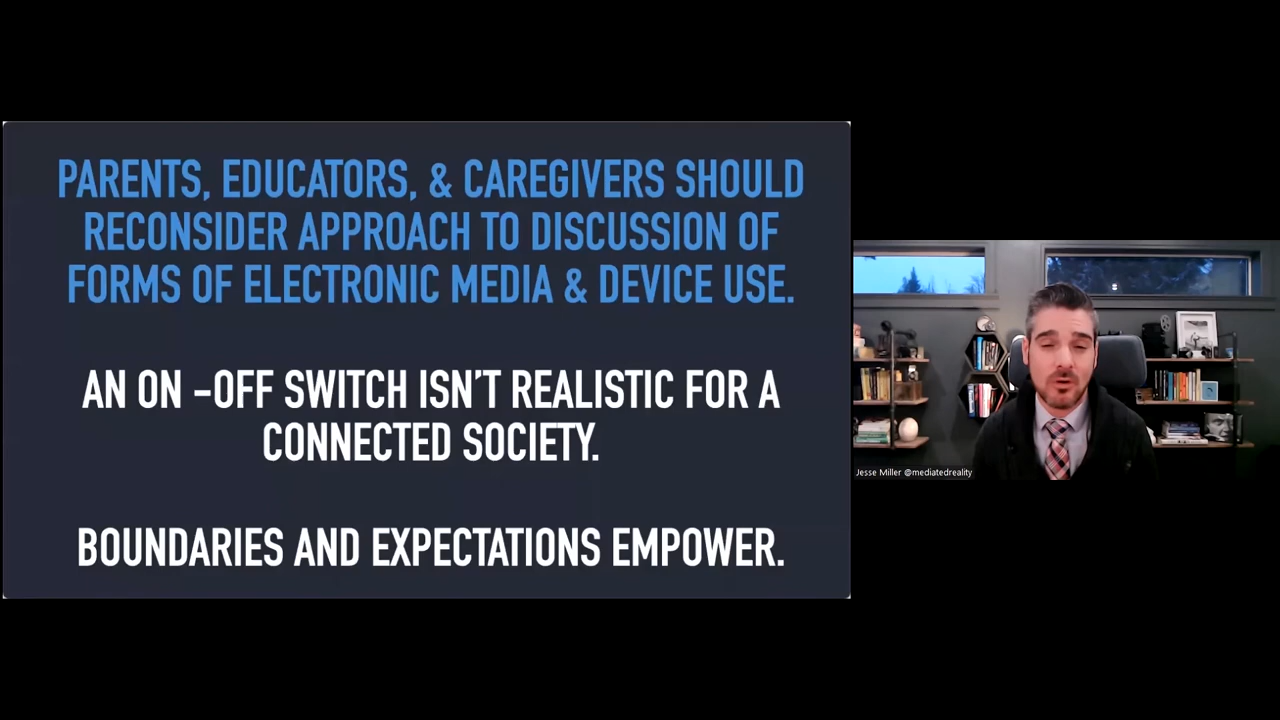 PARENTS, EDUCATORS, & CAREGIVERS SHOULD
RECONSIDER APPROACH TO DISCUSSION OF
FORMS OF ELECTRONIC MEDIA & DEVICE USE.
AN ON -OFF SWITCH ISN'T REALISTIC FOR A
CONNECTED SOCIETY.
BOUNDARIES AND EXPECTATIONS EMPOWER.
Jesse Miller @mediatedreality